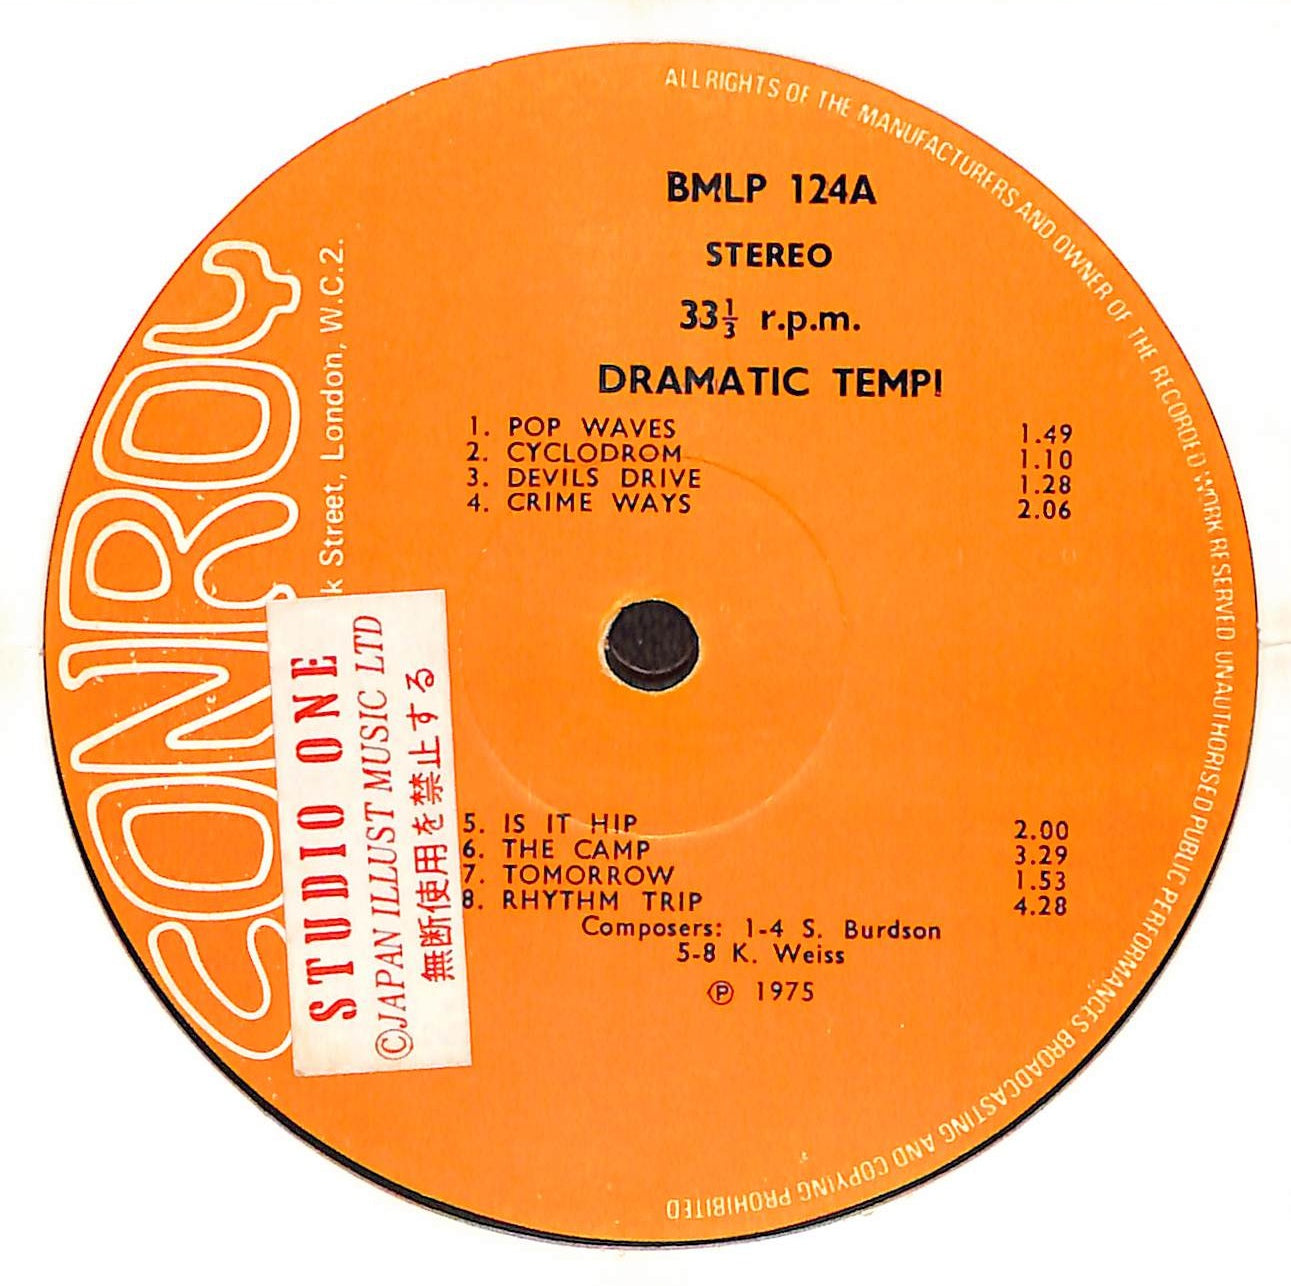 ALL RIGHTS OF THE MANUFACTURERS AND OWNER OF THE RECORDED WORK RESERVED UNAUTHORISED PUBLIC PERFORMANCES BROADCASTING AND COPYING PROHIBITED
CONROY
k Street, London, W.C.2.
BMLP 124A
STEREO
33⅓ r.p.m.
DRAMATIC TEMPI
1. POP WAVES 1.49
2. CYCLODROM 1.10
3. DEVILS DRIVE 1.28
4. CRIME WAYS 2.06
5. IS IT HIP 2.00
6. THE CAMP 3.29
7. TOMORROW 1.53
8. RHYTHM TRIP 4.28
Composers: 1-4 S. Burdson
5-8 K. Weiss
℗ 1975
STUDIO ONE
©JAPAN ILLUST MUSIC LTD
無断使用を禁止する